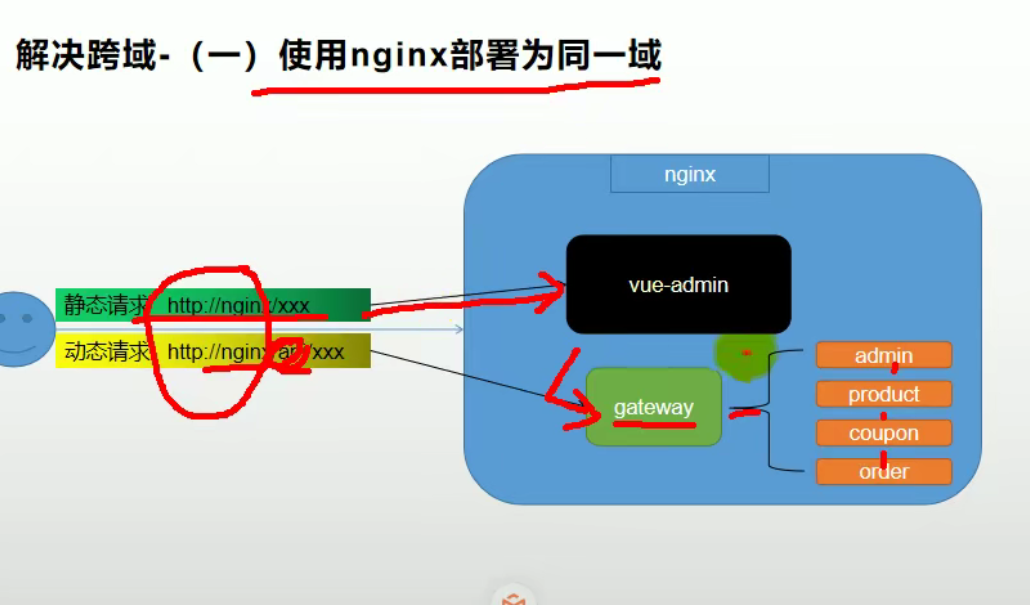 解决跨域-（一）使用nginx部署为同一域
nginx
vue-admin
静态请求 http://nginx/xxx
动态请求 http://nginx/api/xxx
gateway
admin
product
coupon
order